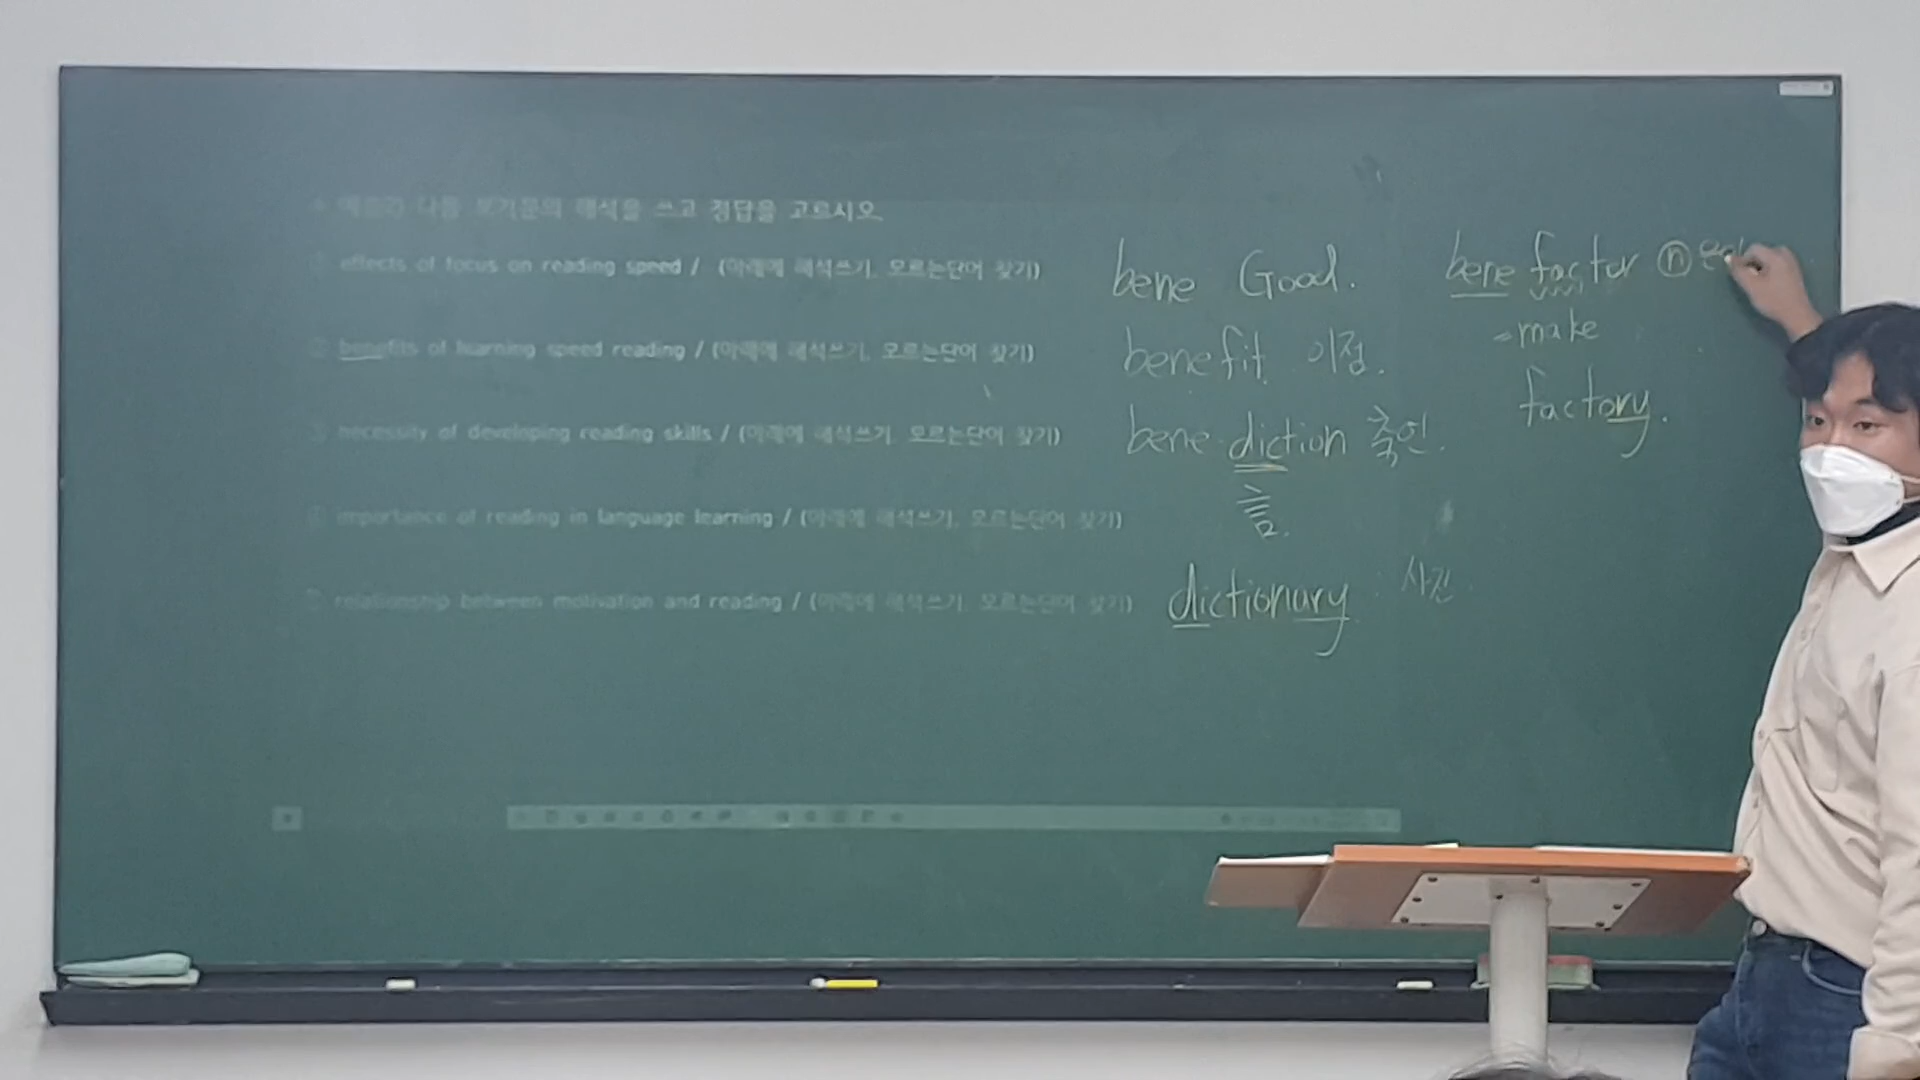 다음 보기문의 해석을 쓰고 정답을 고르시오.
① effects of focus on reading speed / (아래에 해석쓰기, 모르는단어 찾기)
② benefits of learning speed reading / (아래에 해석쓰기, 모르는단어 찾기)
③ necessity of developing reading skills / (아래에 해석쓰기, 모르는단어 찾기)
④ importance of reading in language learning / (아래에 해석쓰기, 모르는단어 찾기)
⑤ relationship between motivation and reading / (아래에 해석쓰기, 모르는단어 찾기)
bene Good.
benefit 이점.
bene diction 축언.
dictionary : 사전
bene factor ⓝ 은
= make
factory.